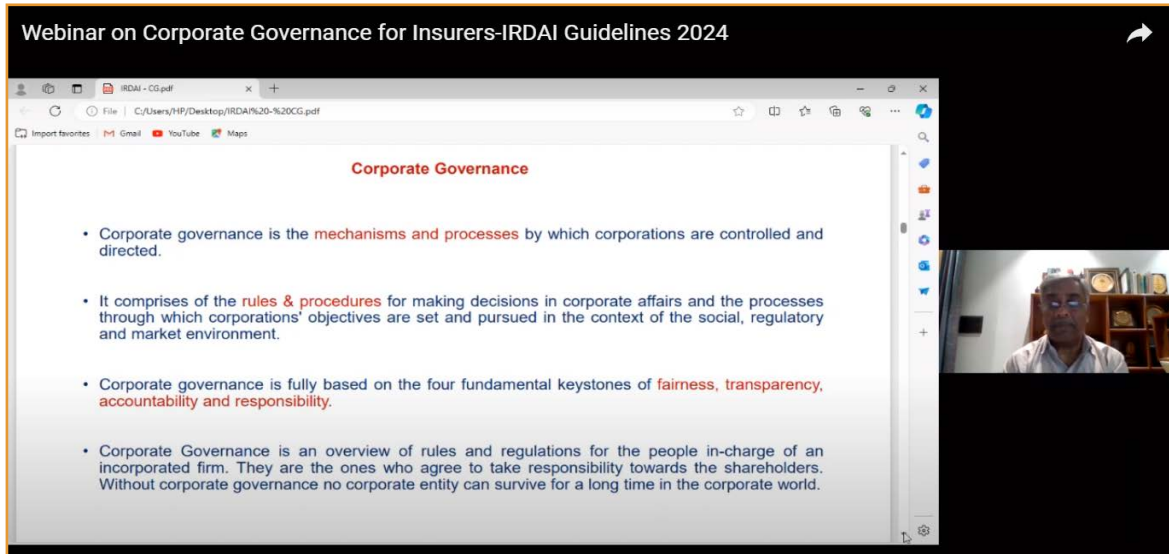 Webinar on Corporate Governance for Insurers-IRDAI Guidelines 2024
IRDAI - CG.pdf
File | C:/Users/HP/Desktop/IRDAI%20-%20CG.pdf
Import favorites Gmail YouTube Maps
Corporate Governance
• Corporate governance is the mechanisms and processes by which corporations are controlled and
directed.
• It comprises of the rules & procedures for making decisions in corporate affairs and the processes
through which corporations' objectives are set and pursued in the context of the social, regulatory
and market environment.
• Corporate governance is fully based on the four fundamental keystones of fairness, transparency,
accountability and responsibility.
• Corporate Governance is an overview of rules and regulations for the people in-charge of an
incorporated firm. They are the ones who agree to take responsibility towards the shareholders.
Without corporate governance no corporate entity can survive for a long time in the corporate world.